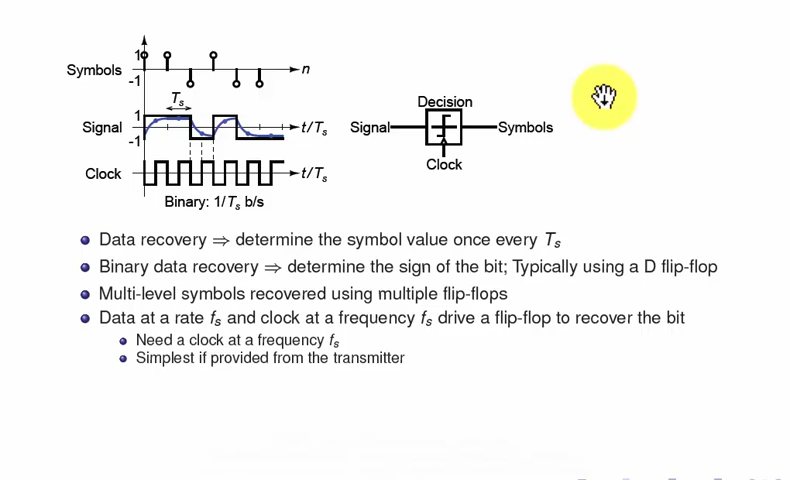 1
Symbols
-1
n
Ts
1
Signal
-1
t/Ts
Clock
t/Ts
Binary: 1/Ts b/s
Decision
Signal
Symbols
Clock
Data recovery ⇒ determine the symbol value once every Ts
Binary data recovery ⇒ determine the sign of the bit; Typically using a D flip-flop
Multi-level symbols recovered using multiple flip-flops
Data at a rate fs and clock at a frequency fs drive a flip-flop to recover the bit
Need a clock at a frequency fs
Simplest if provided from the transmitter